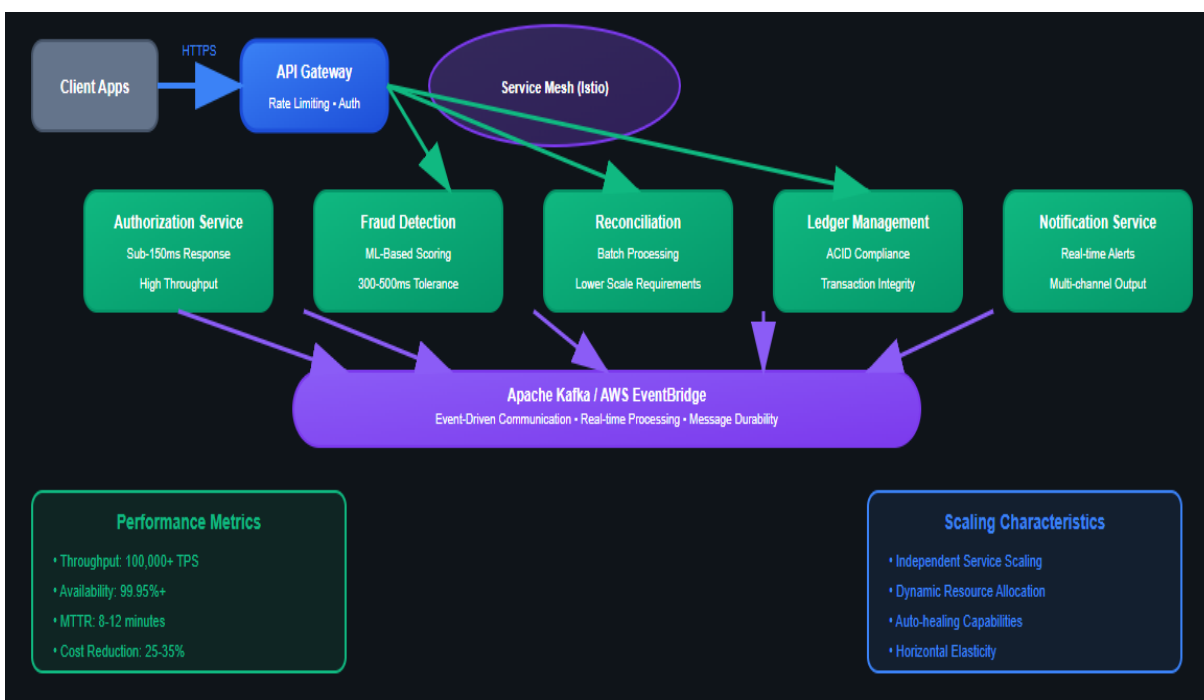 HTTPS
Client Apps
API Gateway
Rate Limiting • Auth
Service Mesh (Istio)
Authorization Service
Sub-150ms Response
High Throughput
Fraud Detection
ML-Based Scoring
300-500ms Tolerance
Reconciliation
Batch Processing
Lower Scale Requirements
Ledger Management
ACID Compliance
Transaction Integrity
Notification Service
Real-time Alerts
Multi-channel Output
Apache Kafka / AWS EventBridge
Event-Driven Communication • Real-time Processing • Message Durability
Performance Metrics
• Throughput: 100,000+ TPS
• Availability: 99.95%+
• MTTR: 8-12 minutes
• Cost Reduction: 25-35%
Scaling Characteristics
• Independent Service Scaling
• Dynamic Resource Allocation
• Auto-healing Capabilities
• Horizontal Elasticity